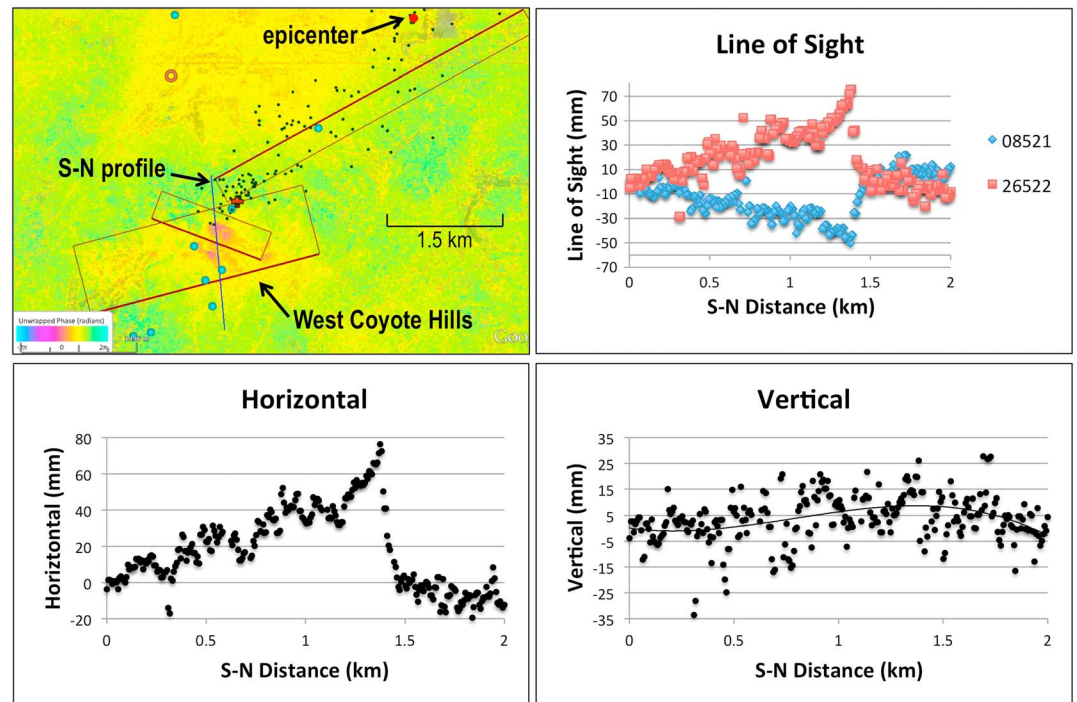 epicenter
S-N profile
1.5 km
West Coyote Hills
Unwrapped Phase (radians)
0
Goo
Line of Sight
Line of Sight (mm)
70
50
30
10
-10
-30
-50
-70
0
0.5
1
1.5
2
S-N Distance (km)
08521
26522
Horizontal
Horizontal (mm)
80
60
40
20
0
-20
0
0.5
1
1.5
2
S-N Distance (km)
Vertical
Vertical (mm)
35
25
15
5
-5
-15
-25
-35
0
0.5
1
1.5
2
S-N Distance (km)